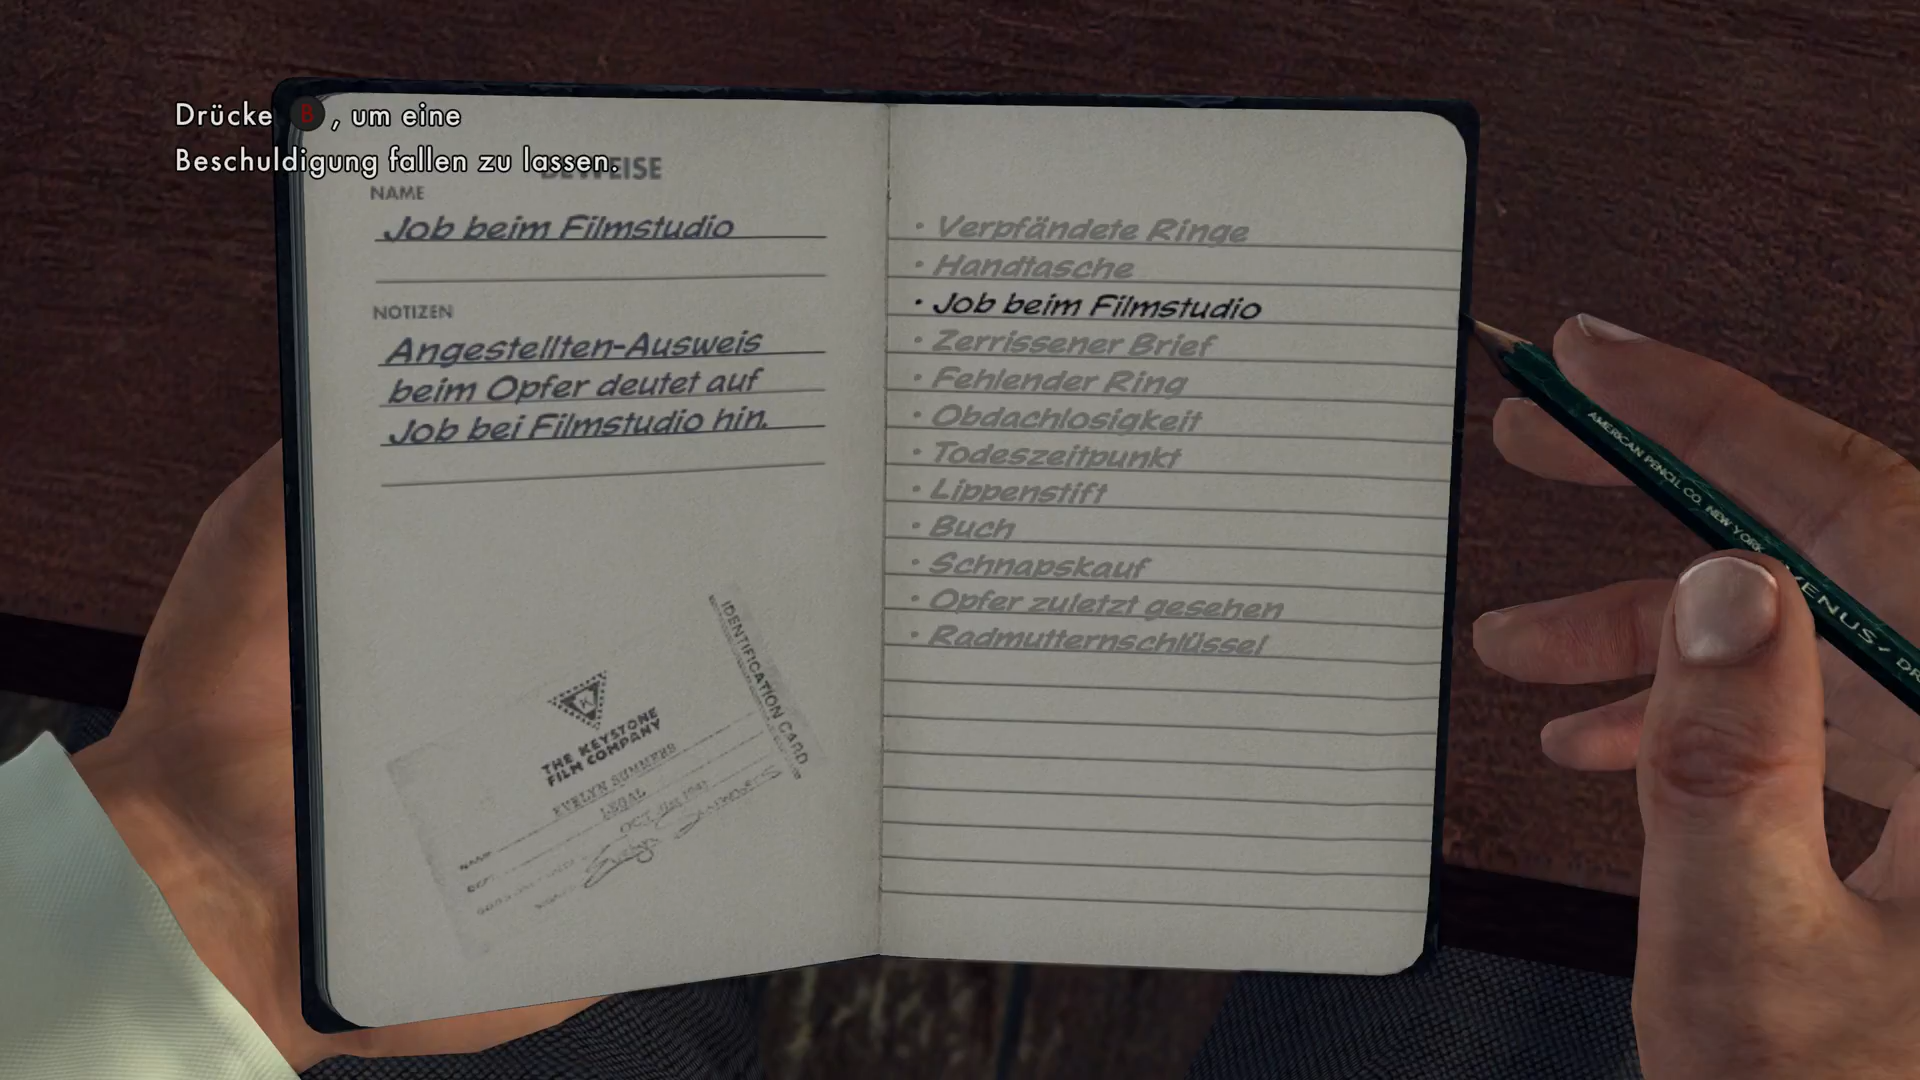 Drücke B, um eine
Beschuldigung fallen zu lassen.
BEWEISE
NAME
Job beim Filmstudio
NOTIZEN
Angestellten-Ausweis
beim Opfer deutet auf
Job bei Filmstudio hin.
IDENTIFICATION CARD
K
THE KEYSTONE
FILM COMPANY
EVELYN SUMMERS
LEGAL
NAME
DEPT
• Verpfändete Ringe
• Handtasche
• Job beim Filmstudio
• Zerrissener Brief
• Fehlender Ring
• Obdachlosigkeit
• Todeszeitpunkt
• Lippenstift
• Buch
• Schnapskauf
• Opfer zuletzt gesehen
• Radmutternschlüssel
AMERICAN PENCIL CO. NEW YORK
VENUS